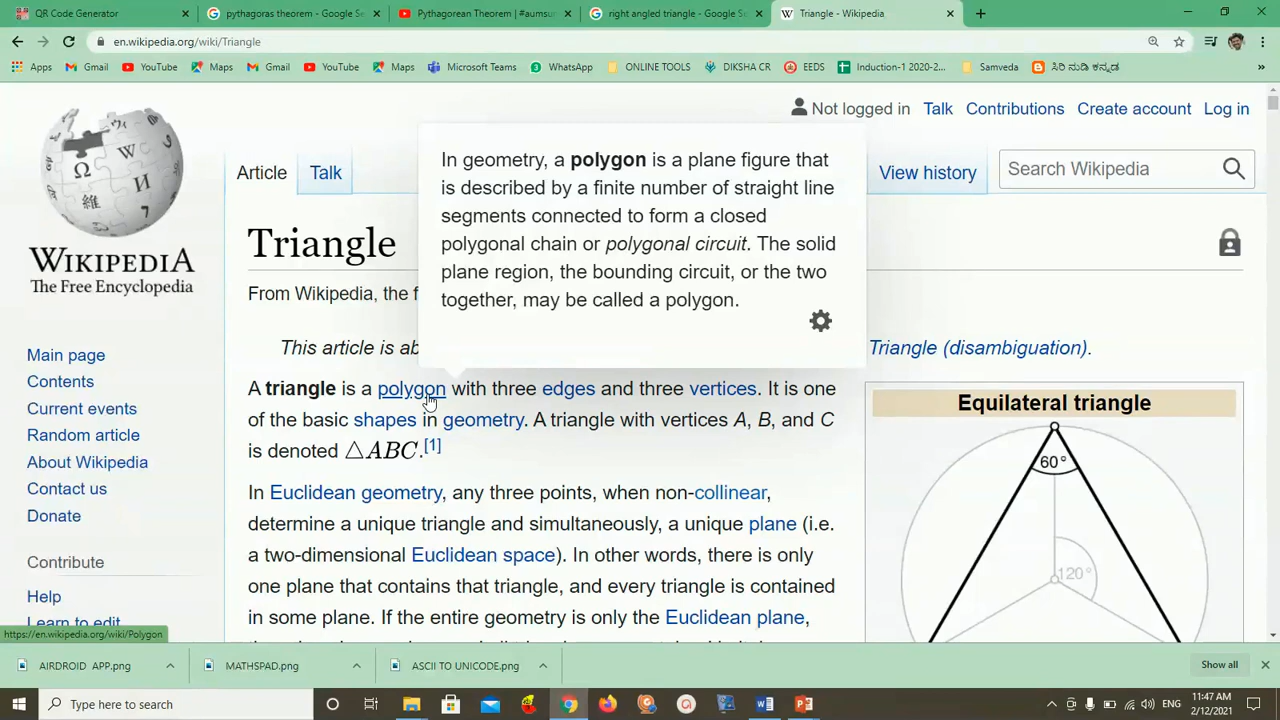 QR Code Generator
pythagoras theorem - Google Se
Pythagorean Theorem | #aumsu
right angled triangle - Google Se
Triangle - Wikipedia
en.wikipedia.org/wiki/Triangle
Apps Gmail YouTube Maps Gmail YouTube Maps Microsoft Teams WhatsApp ONLINE TOOLS DIKSHA CR EEDS Induction-1 2020-2... Samveda ಸಿರಿ ನುಡಿ ಕನ್ನಡ »
Not logged in Talk Contributions Create account Log in
Article Talk View history Search Wikipedia
WIKIPEDIA
The Free Encyclopedia
Main page
Contents
Current events
Random article
About Wikipedia
Contact us
Donate
Contribute
Help
Learn to edit
https://en.wikipedia.org/wiki/Polygon
In geometry, a polygon is a plane figure that
is described by a finite number of straight line
segments connected to form a closed
polygonal chain or polygonal circuit. The solid
plane region, the bounding circuit, or the two
together, may be called a polygon.
Triangle
From Wikipedia, the f
This article is ab Triangle (disambiguation).
A triangle is a polygon with three edges and three vertices. It is one
of the basic shapes in geometry. A triangle with vertices A, B, and C
is denoted △ABC.[1]
In Euclidean geometry, any three points, when non-collinear,
determine a unique triangle and simultaneously, a unique plane (i.e.
a two-dimensional Euclidean space). In other words, there is only
one plane that contains that triangle, and every triangle is contained
in some plane. If the entire geometry is only the Euclidean plane,
Equilateral triangle
60°
120°
AIRDROID APP.png
MATHSPAD.png
ASCII TO UNICODE.png
Show all
Type here to search
ENG
11:47 AM
2/12/2021